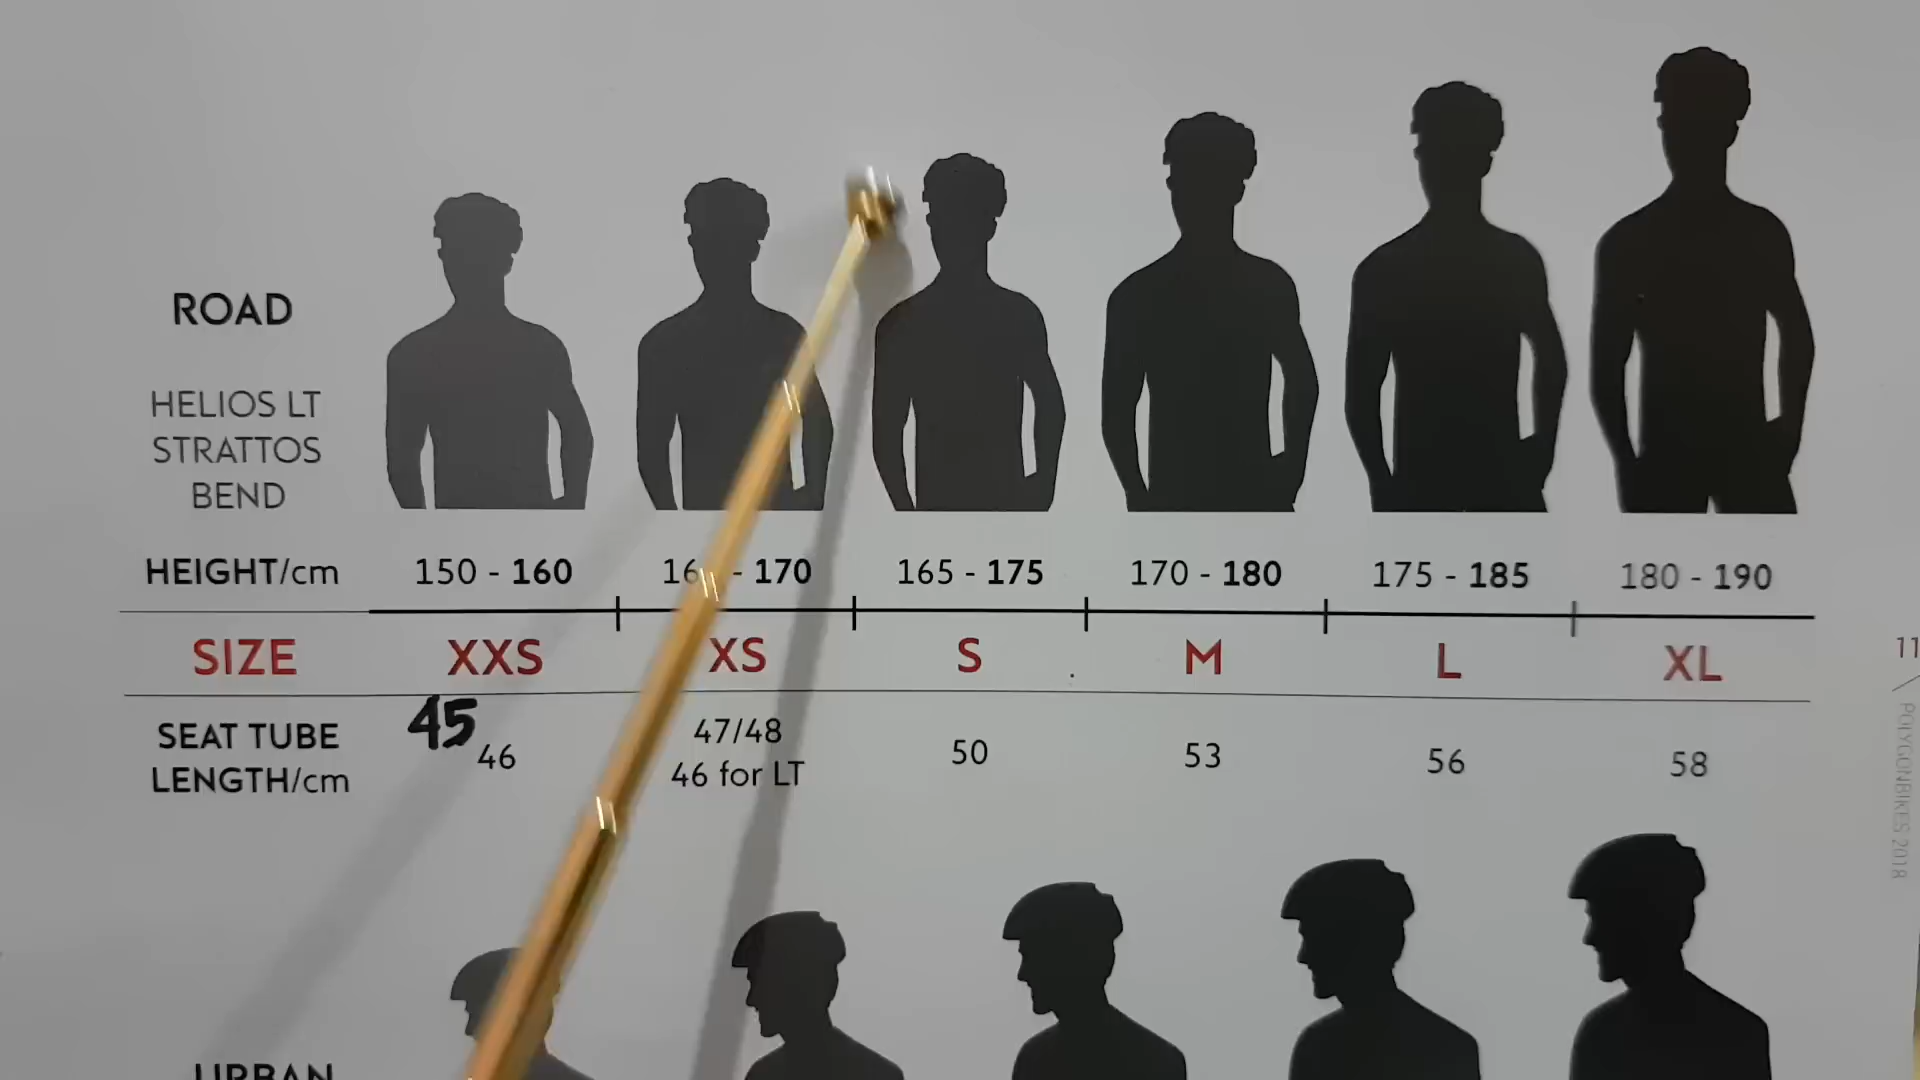 ROAD
HELIOS LT
STRATTOS
BEND
HEIGHT/cm 150 - 160 - 170 165 - 175 170 - 180 175 - 185 180 - 190
SIZE XXS XS S M L XL
SEAT TUBE LENGTH/cm 45 46 47/48 46 for LT 50 53 56 58
11
POLYGONBIKES 2018
URBAN